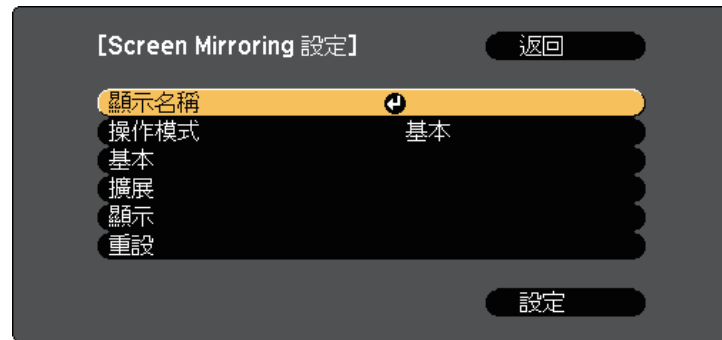 [Screen Mirroring 設定] 返回
顯示名稱
操作模式 基本
基本
擴展
顯示
重設
設定